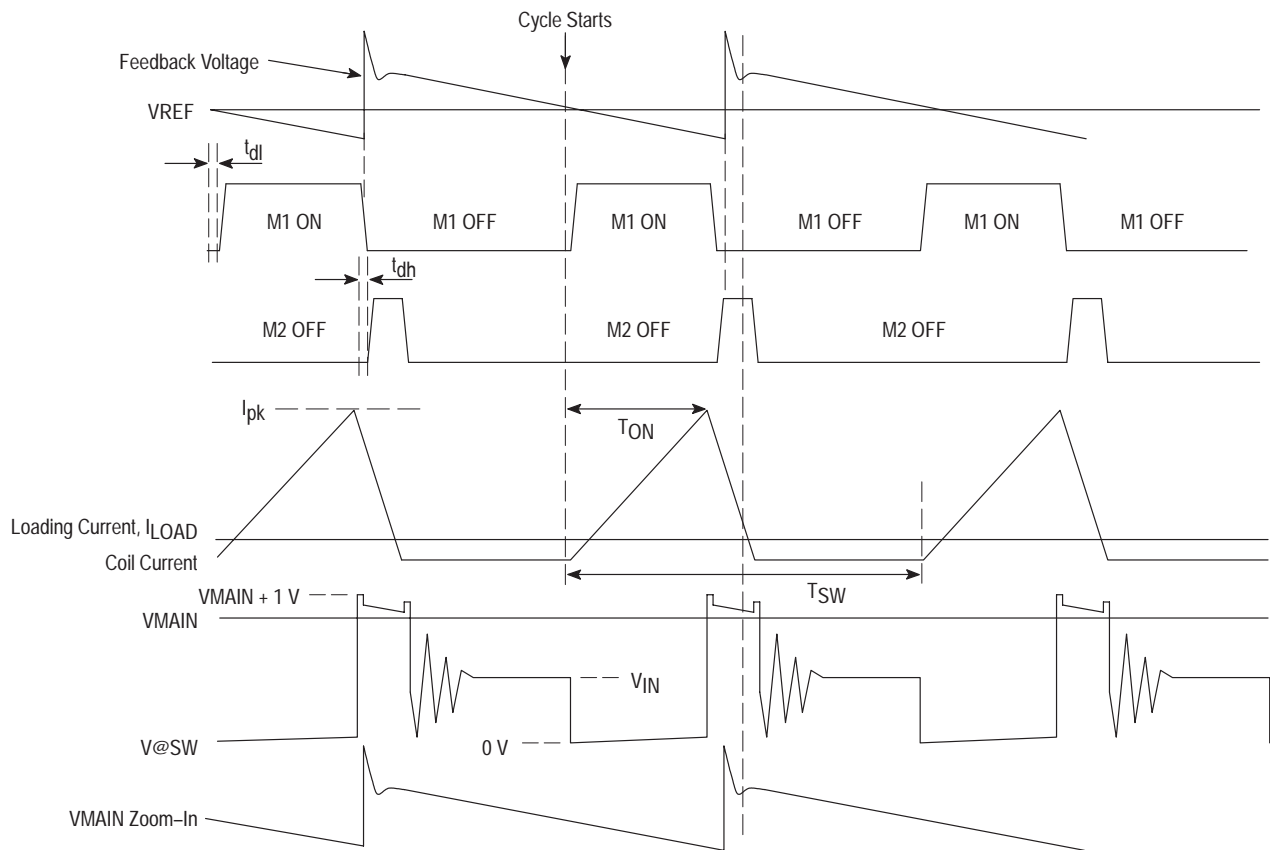 Cycle Starts
Feedback Voltage
VREF
tdl
M1 ON
M1 OFF
M1 ON
M1 OFF
M1 ON
M1 OFF
tdh
M2 OFF
M2 OFF
M2 OFF
Ipk
TON
Loading Current, ILOAD
Coil Current
TSW
VMAIN + 1 V
VMAIN
VIN
V@SW
0 V
VMAIN Zoom–In